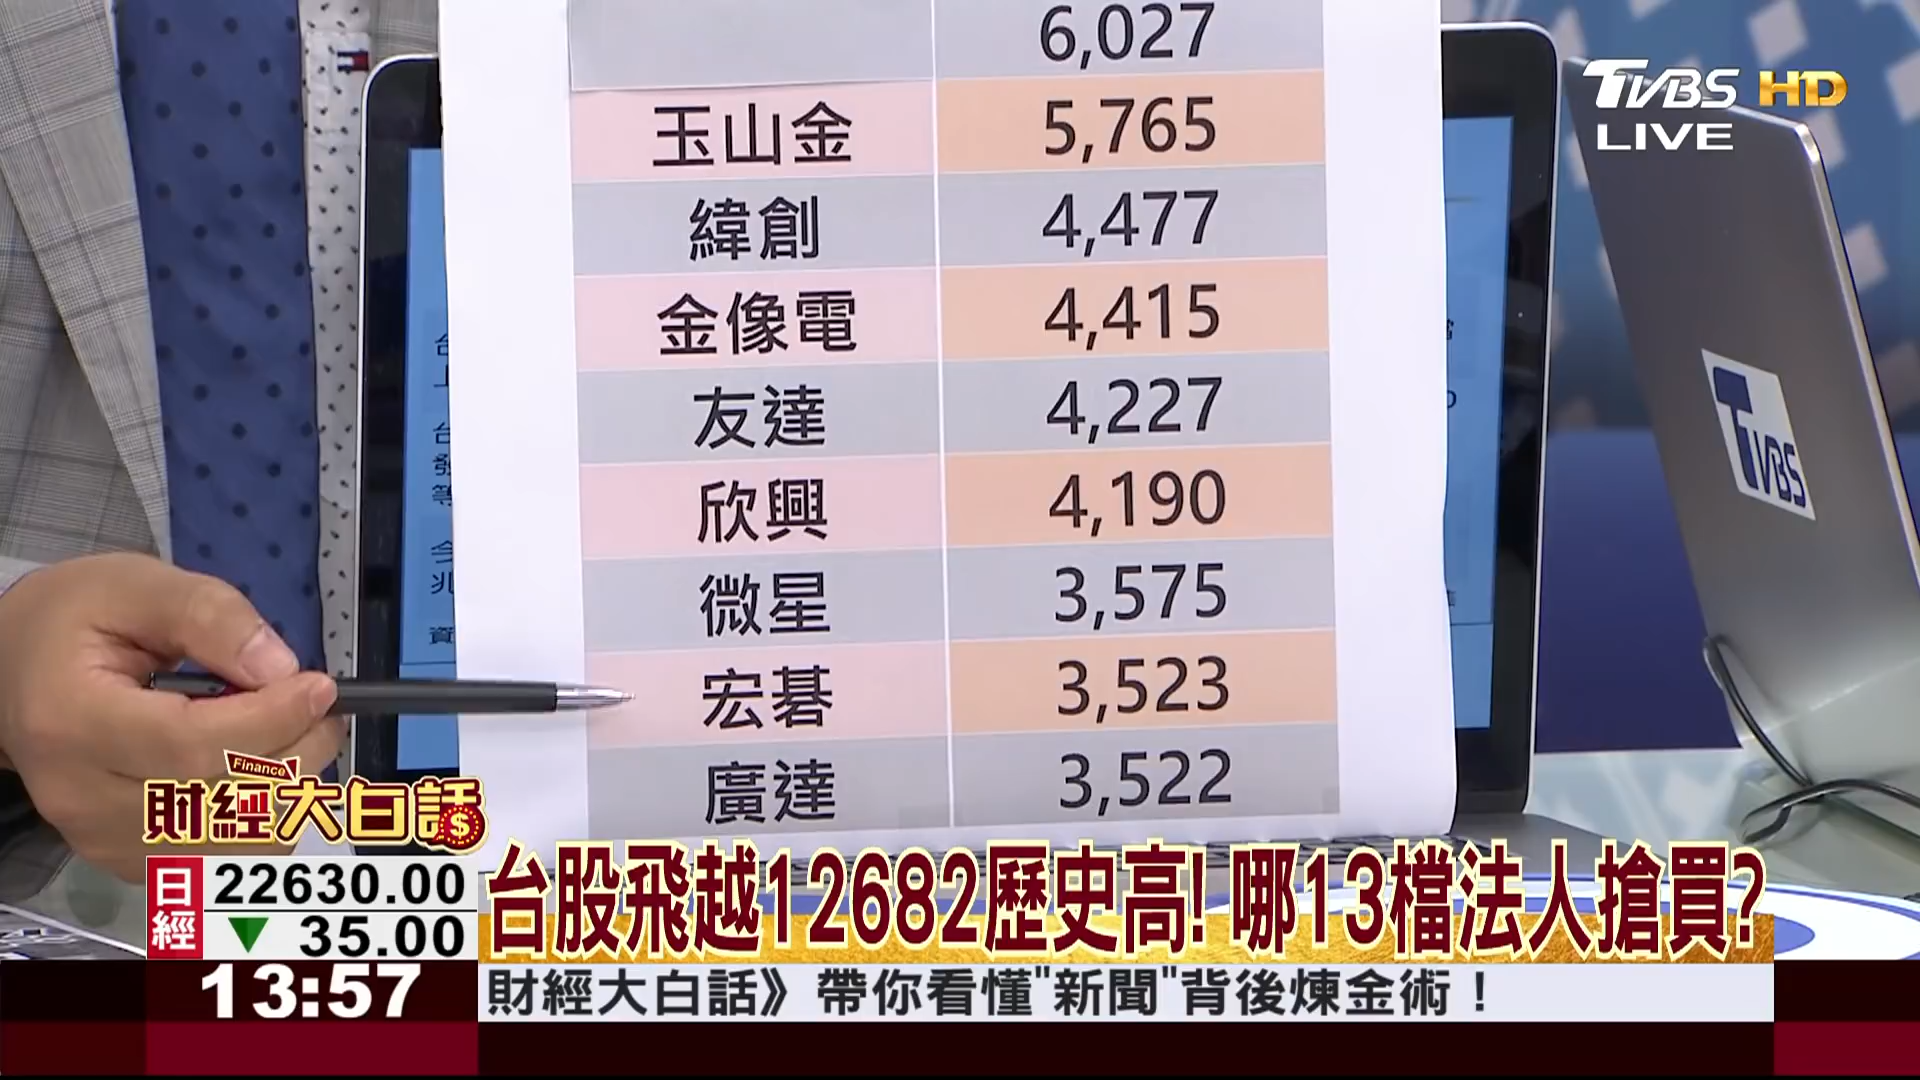 6,027
TVBS HD
LIVE
玉山金 5,765
緯創 4,477
金像電 4,415
友達 4,227
TVBS
欣興 4,190
微星 3,575
宏碁 3,523
廣達 3,522
Finance
財經大白話
日經 22630.00
▼ 35.00
台股飛越12682歷史高! 哪13檔法人搶買?
13:57
財經大白話》帶你看懂"新聞"背後煉金術！